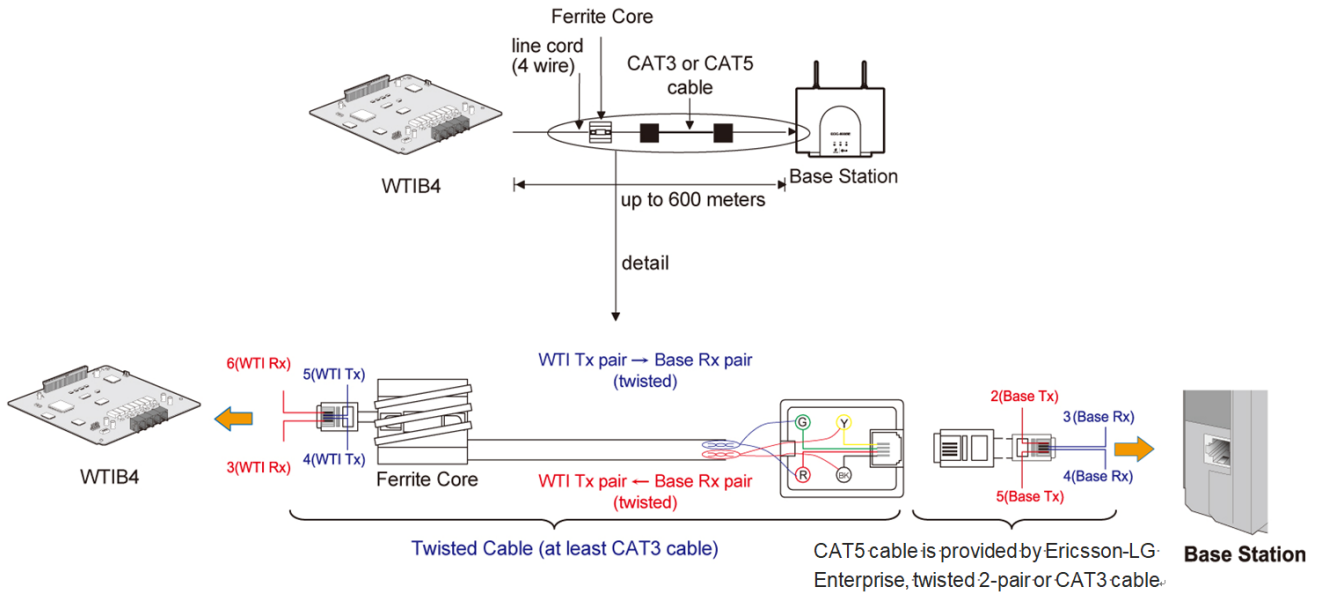 Ferrite Core
line cord
(4 wire)
CAT3 or CAT5
cable
WTIB4
Base Station
up to 600 meters
detail
WTI Tx pair → Base Rx pair
(twisted)
6(WTI Rx)
5(WTI Tx)
3(WTI Rx)
4(WTI Tx)
WTIB4
Ferrite Core
WTI Tx pair ← Base Rx pair
(twisted)
G
Y
R
BK
2(Base Tx)
3(Base Rx)
4(Base Rx)
5(Base Tx)
Twisted Cable (at least CAT3 cable)
CAT5 cable is provided by Ericsson-LG
Enterprise, twisted 2-pair or CAT3 cable
Base Station